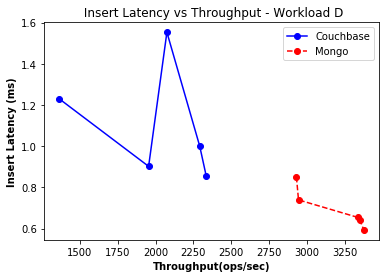 Insert Latency vs Throughput - Workload D
Couchbase
Mongo
Insert Latency (ms)
1.6
1.4
1.2
1.0
0.8
0.6
1500
1750
2000
2250
2500
2750
3000
3250
Throughput(ops/sec)